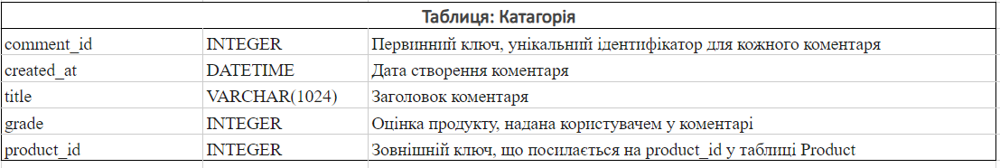 Таблиця: Катагорія
comment_id INTEGER Первинний ключ, унікальний ідентифікатор для кожного коментаря
created_at DATETIME Дата створення коментаря
title VARCHAR(1024) Заголовок коментаря
grade INTEGER Оцінка продукту, надана користувачем у коментарі
product_id INTEGER Зовнішній ключ, що посилається на product_id у таблиці Product